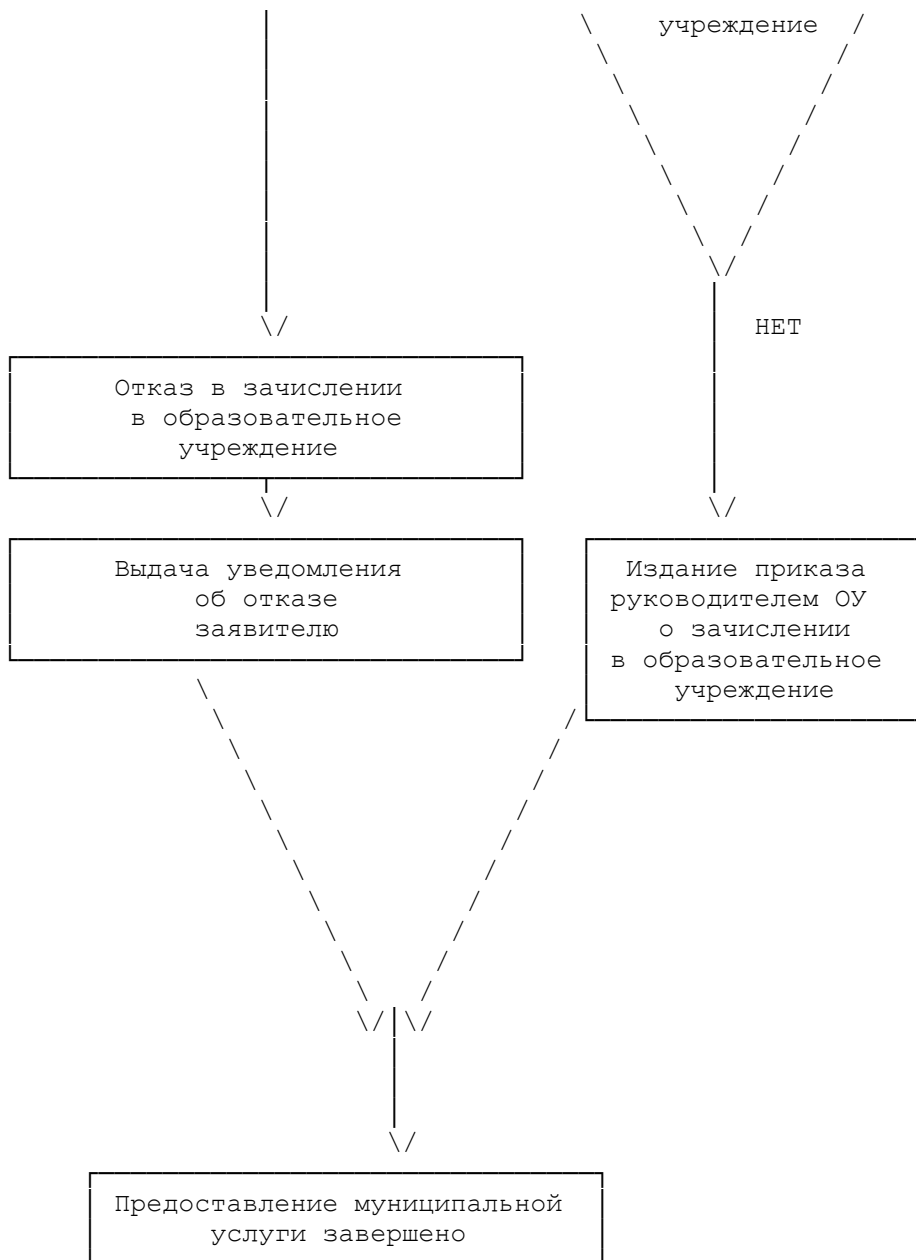 учреждение
НЕТ
Отказ в зачислении
в образовательное
учреждение
Выдача уведомления
об отказе
заявителю
Издание приказа
руководителем ОУ
о зачислении
в образовательное
учреждение
Предоставление муниципальной
услуги завершено